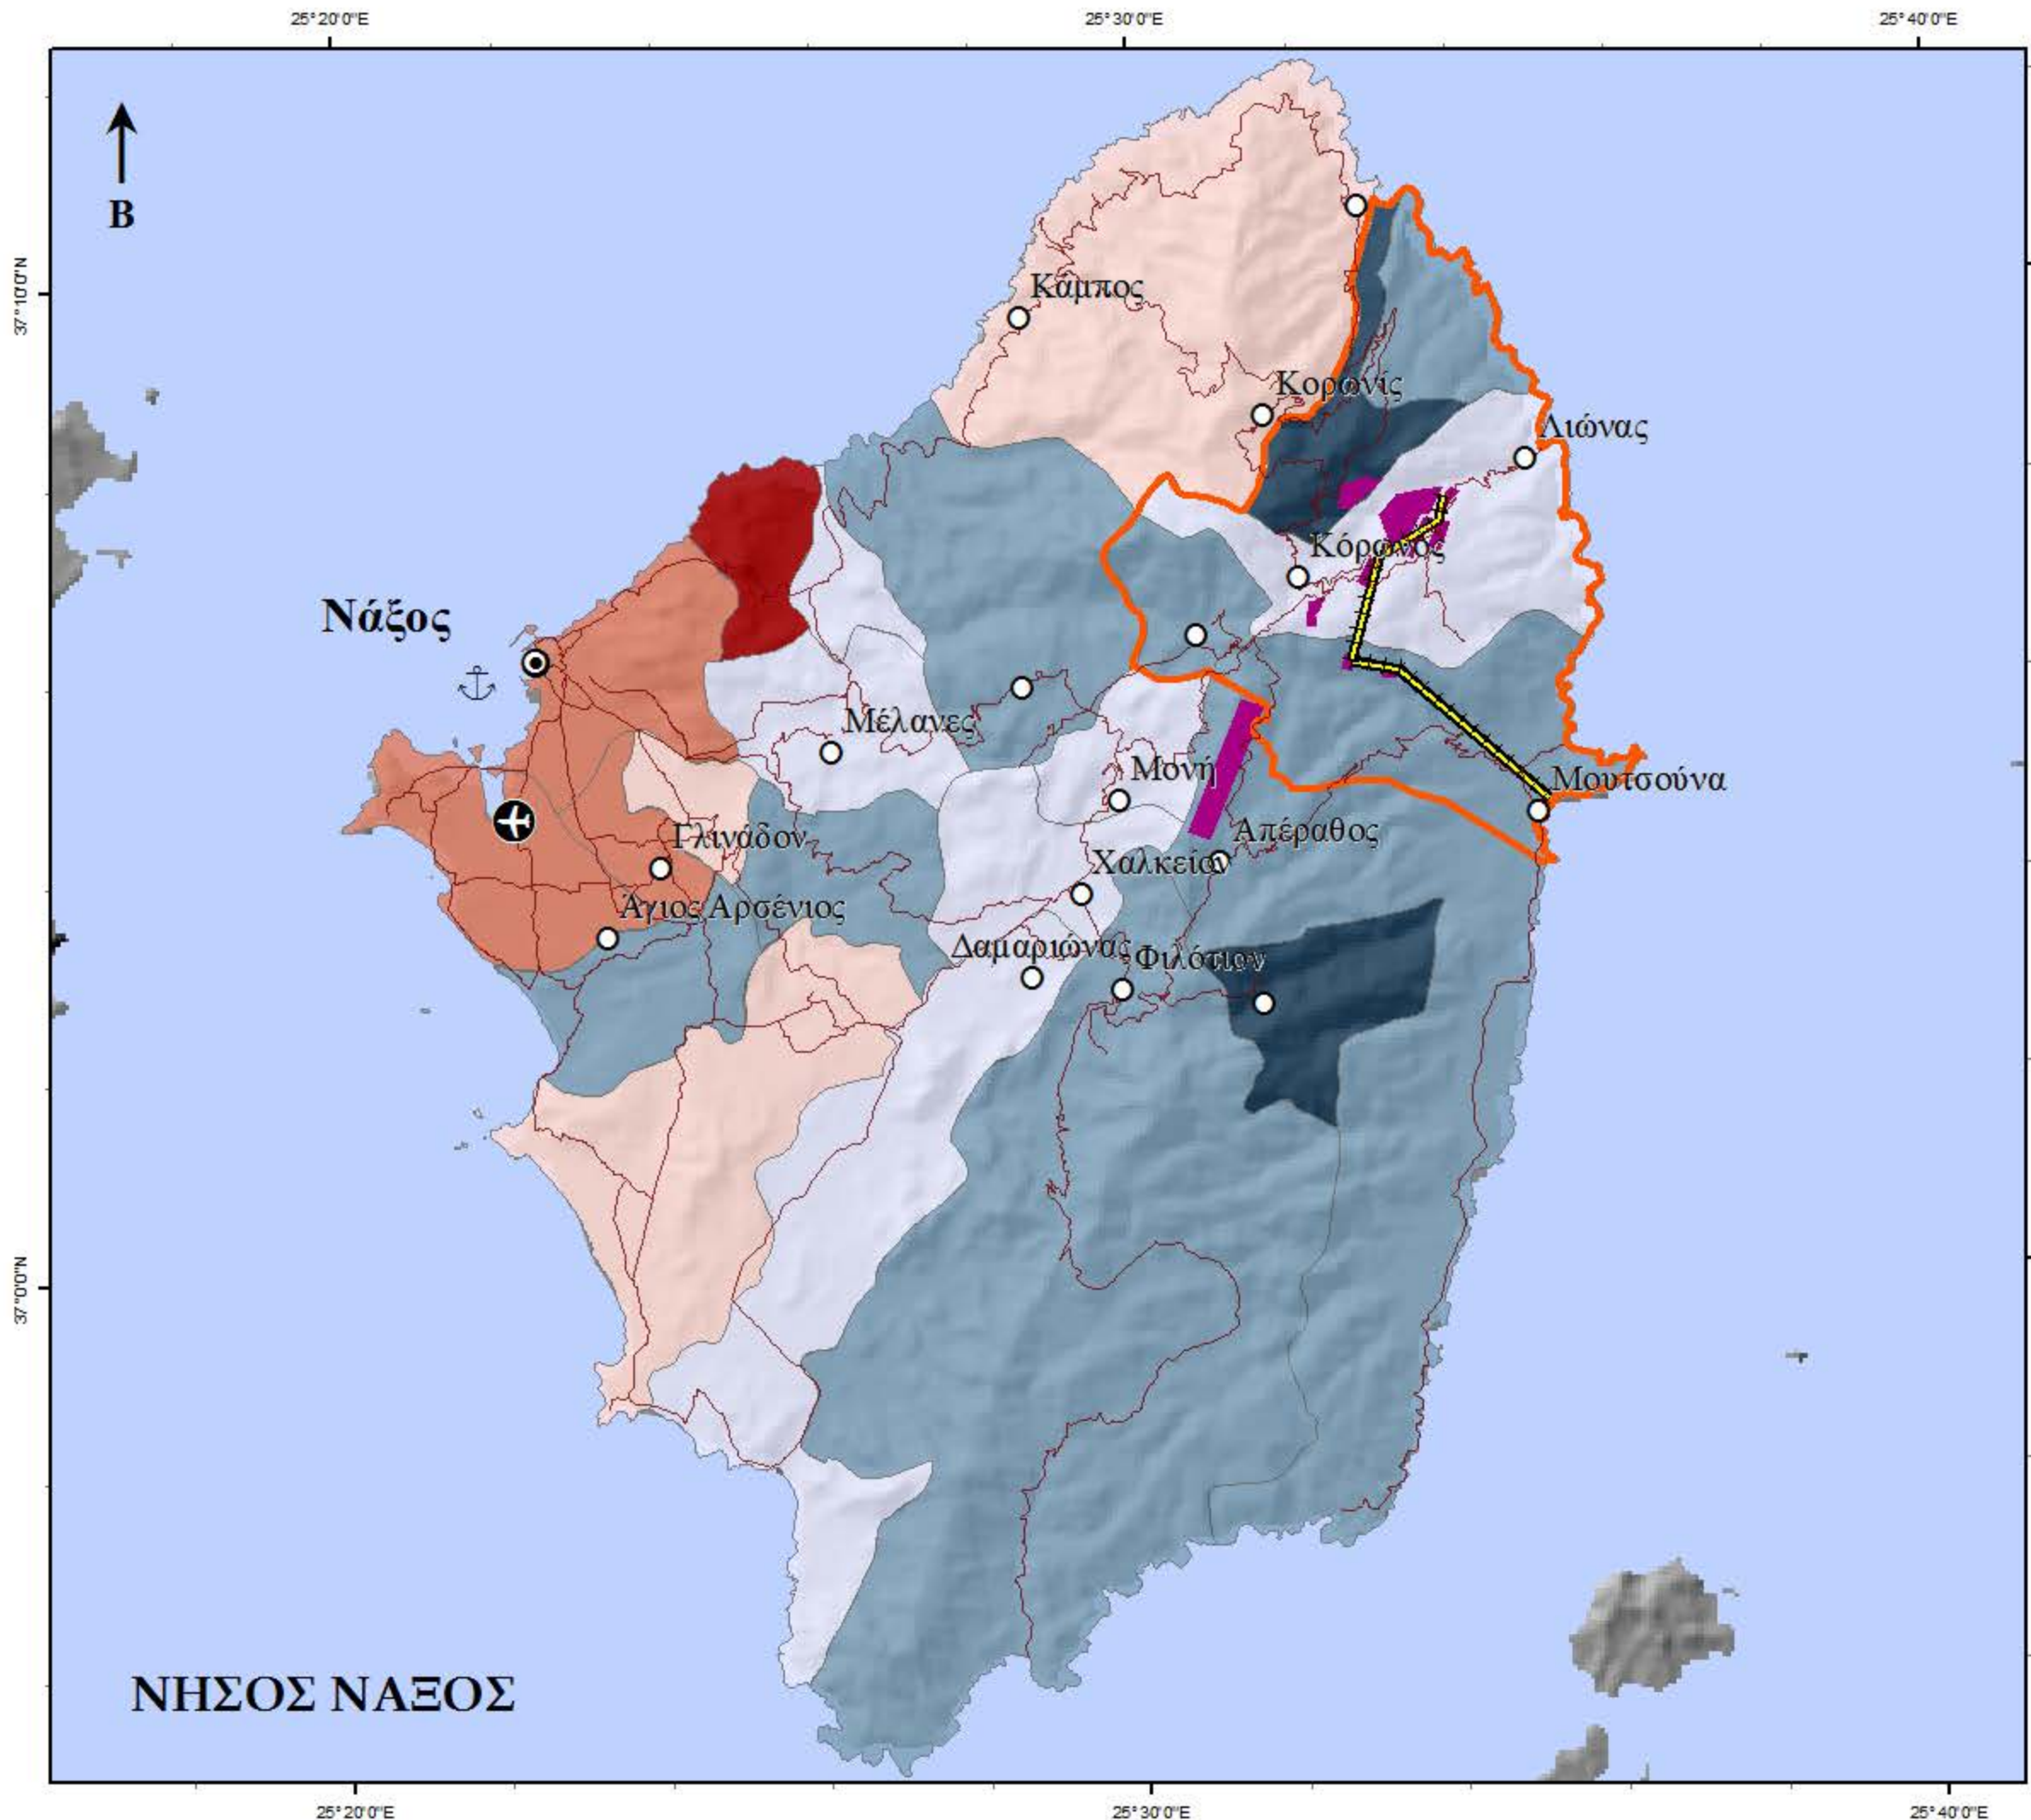 25°20'0"E
25°30'0"E
25°40'0"E
Β
37°10'0"N
Κάμπος
Κορωνίς
Λιώνας
Κόρωνος
Νάξος
Μέλανες
Μονή
Μουτσούνα
Γλινάδον
Απέραθος
Χαλκείον
Άγιος Αρσένιος
Δαμαριώνας
Φιλότιον
37°0'0"N
ΝΗΣΟΣ ΝΑΞΟΣ
25°20'0"E
25°30'0"E
25°40'0"E